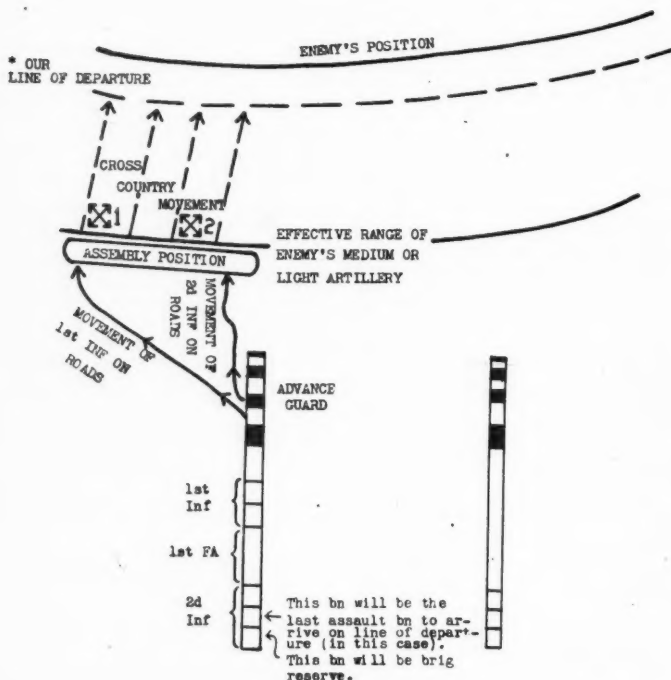 ENEMY'S POSITION
* OUR
LINE OF DEPARTURE
CROSS
COUNTRY
MOVEMENT
1
2
EFFECTIVE RANGE OF
ENEMY'S MEDIUM OR
LIGHT ARTILLERY
ASSEMBLY POSITION
MOVEMENT OF
1st INF ON
ROADS
MOVEMENT OF
2d INF ON
ROADS
ADVANCE
GUARD
1st
Inf
1st FA
2d
Inf
This bn will be the
last assault bn to ar-
rive on line of depart-
ure (in this case).
This bn will be brig
reserve.